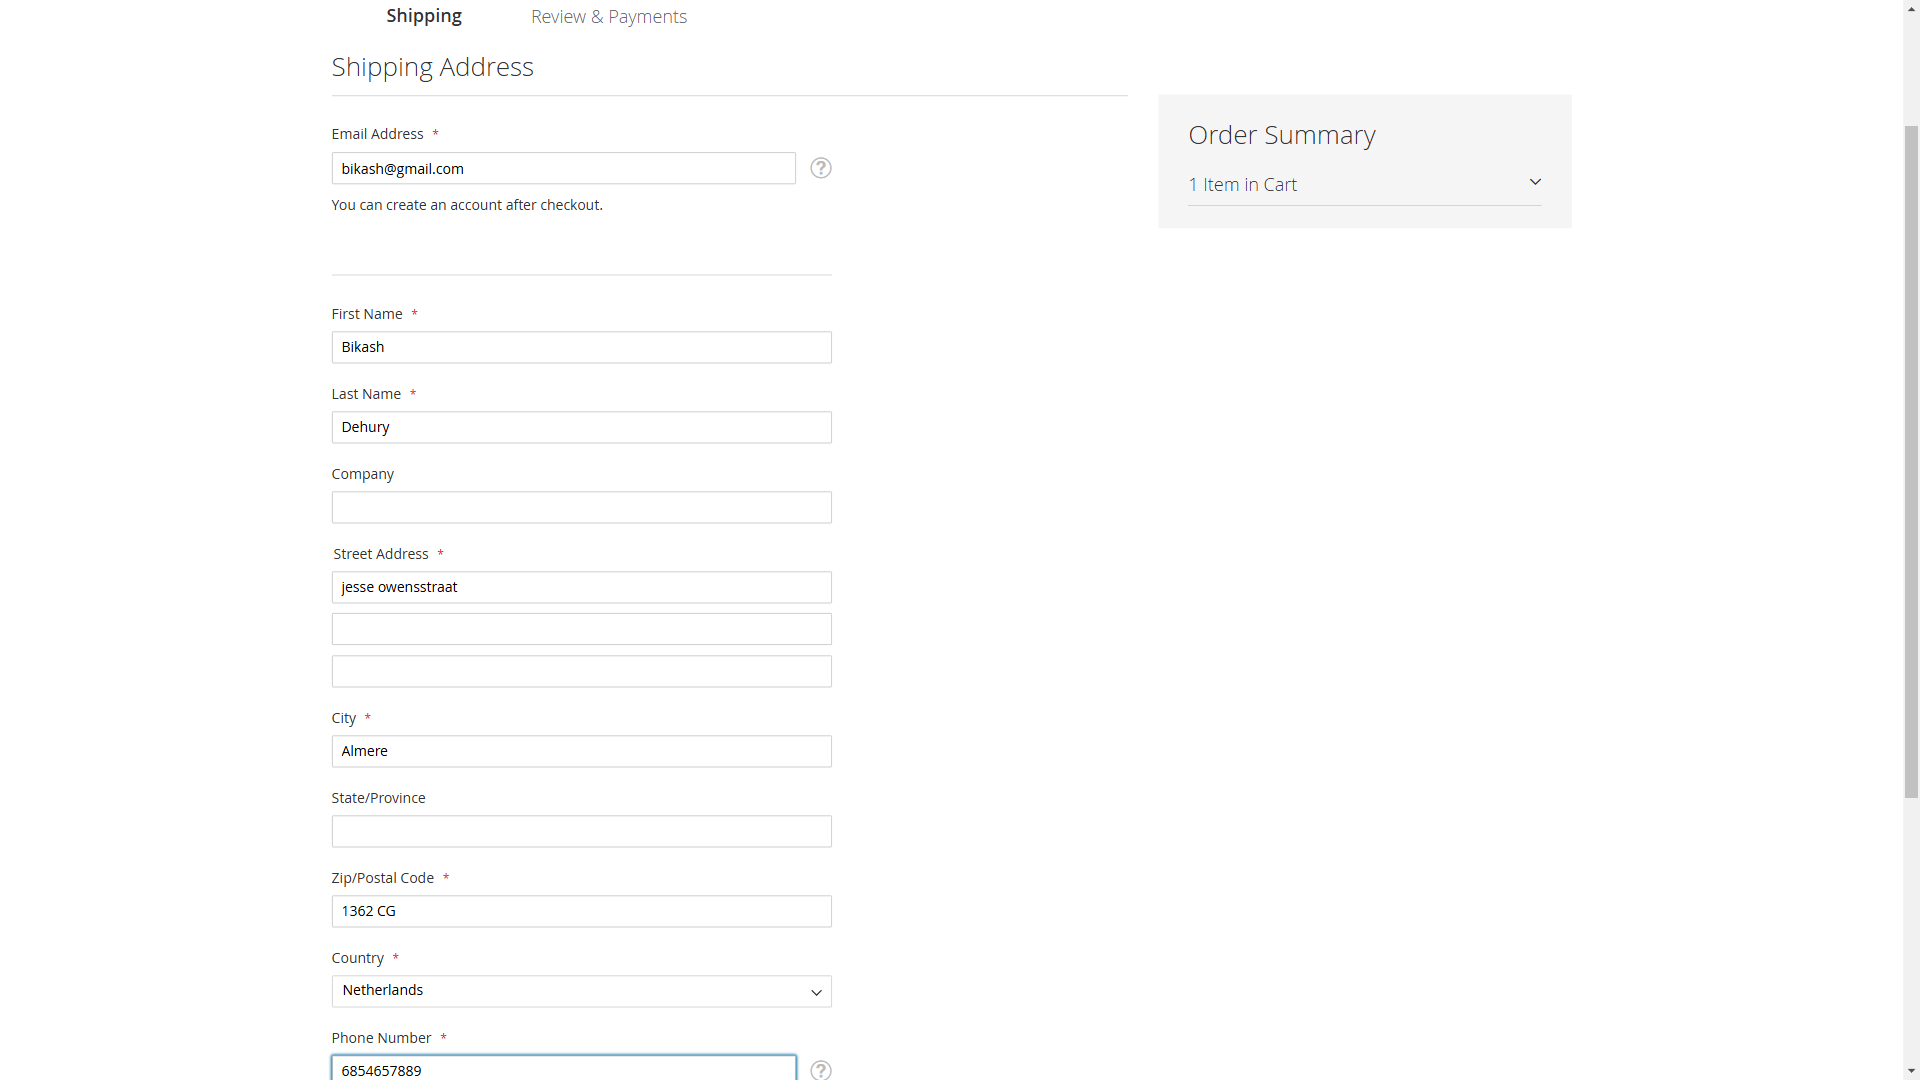 Shipping
Review & Payments
Shipping Address
Email Address *
bikash@gmail.com
You can create an account after checkout.
First Name *
Bikash
Last Name *
Dehury
Company
Street Address *
jesse owensstraat
City *
Almere
State/Province
Zip/Postal Code *
1362 CG
Country *
Netherlands
Phone Number *
6854657889
Order Summary
1 Item in Cart